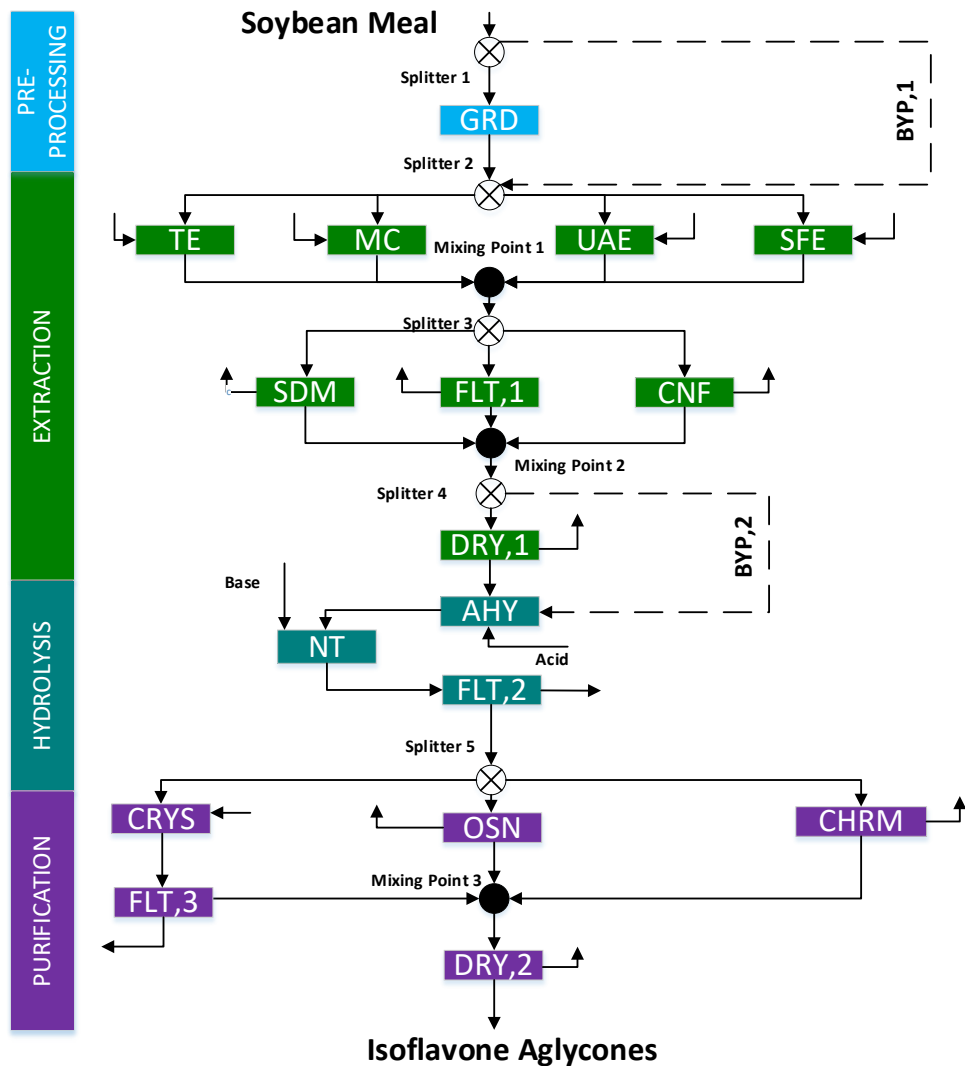 Soybean Meal
PRE-
PROCESSING
Splitter 1
BYP,1
GRD
Splitter 2
EXTRACTION
TE
MC
Mixing Point 1
UAE
SFE
Splitter 3
C
SDM
FLT,1
CNF
Mixing Point 2
Splitter 4
DRY,1
BYP,2
HYDROLYSIS
Base
AHY
NT
Acid
FLT,2
Splitter 5
PURIFICATION
CRYS
OSN
CHRM
Mixing Point 3
FLT,3
DRY,2
Isoflavone Aglycones